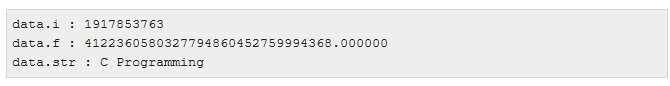 data.i : 1917853763
data.f : 4122360580327794860452759994368.000000
data.str : C Programming